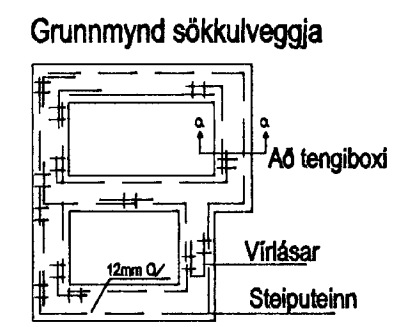 Grunnmynd sökkulveggja
a a
Að tengiboxi
Vírlásar
12mm Ø
Steiputeinn